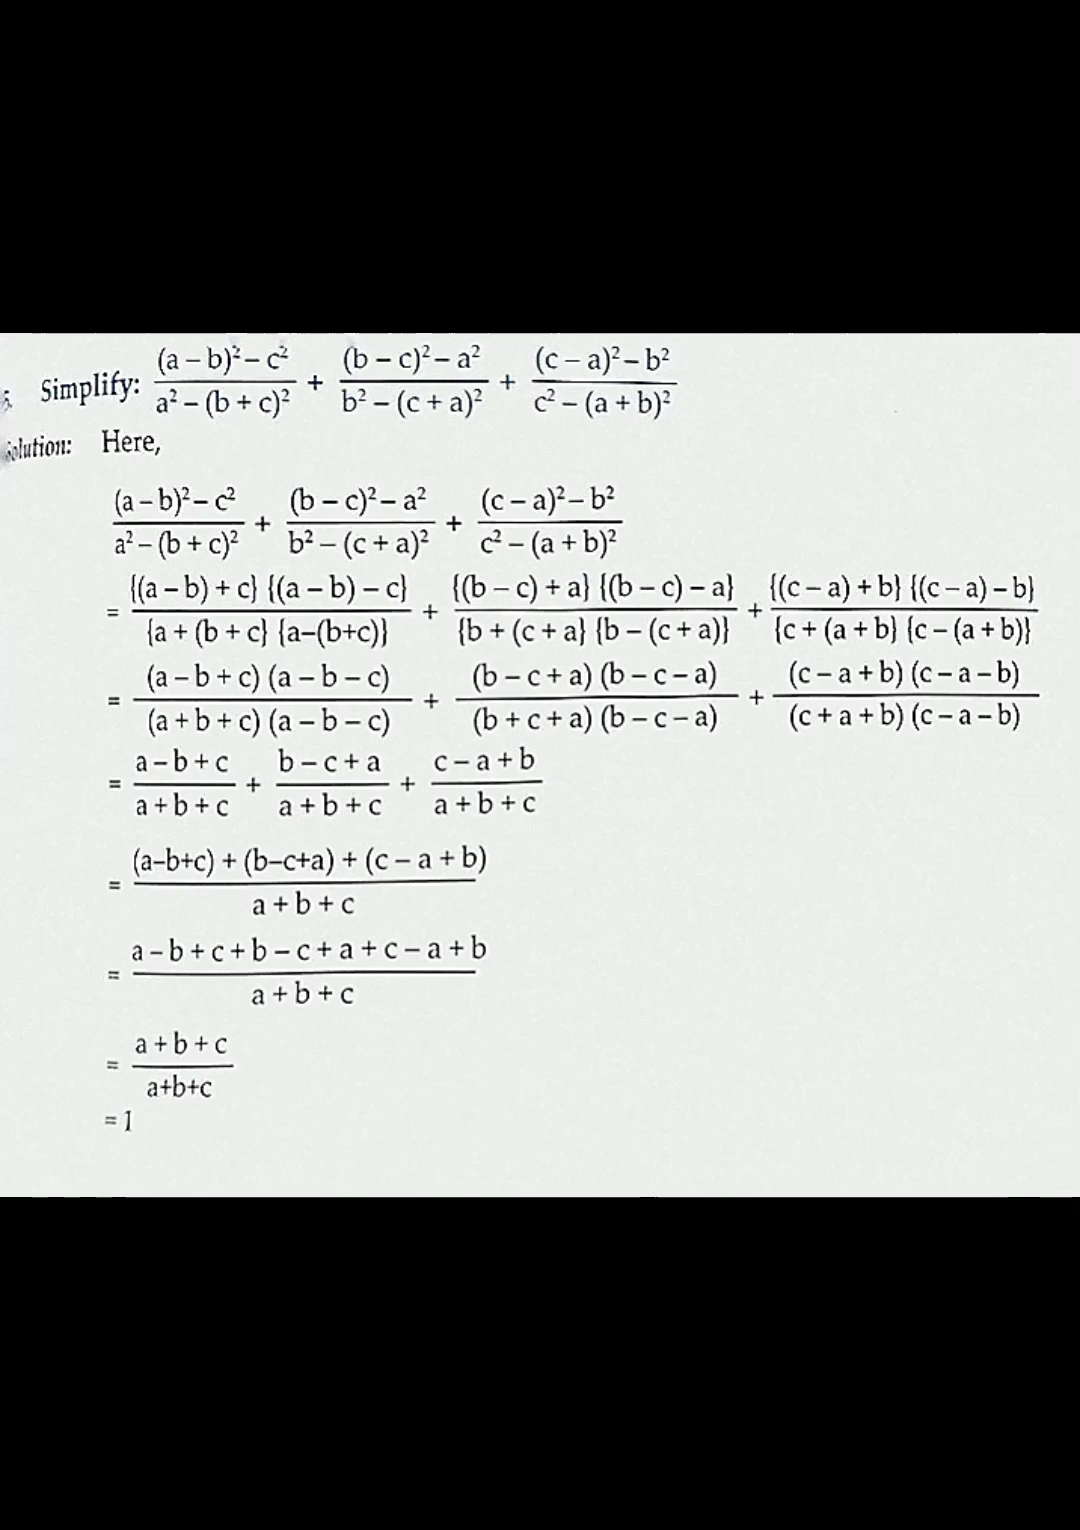 5. Simplify: (a – b)² – c² / a² – (b + c)² + (b – c)² – a² / b² – (c + a)² + (c – a)² – b² / c² – (a + b)²
Solution: Here,
(a – b)² – c² / a² – (b + c)² + (b – c)² – a² / b² – (c + a)² + (c – a)² – b² / c² – (a + b)²
= {(a – b) + c} {(a – b) – c} / {a + (b + c} {a–(b+c)} + {(b – c) + a} {(b – c) – a} / {b + (c + a} {b – (c + a)} + {(c – a) + b} {(c – a) – b} / {c + (a + b} {c – (a + b)}
= (a – b + c) (a – b – c) / (a + b + c) (a – b – c) + (b – c + a) (b – c – a) / (b + c + a) (b – c – a) + (c – a + b) (c – a – b) / (c + a + b) (c – a – b)
= a – b + c / a + b + c + b – c + a / a + b + c + c – a + b / a + b + c
= (a–b+c) + (b–c+a) + (c – a + b) / a + b + c
= a – b + c + b – c + a + c – a + b / a + b + c
= a + b + c / a+b+c
= 1